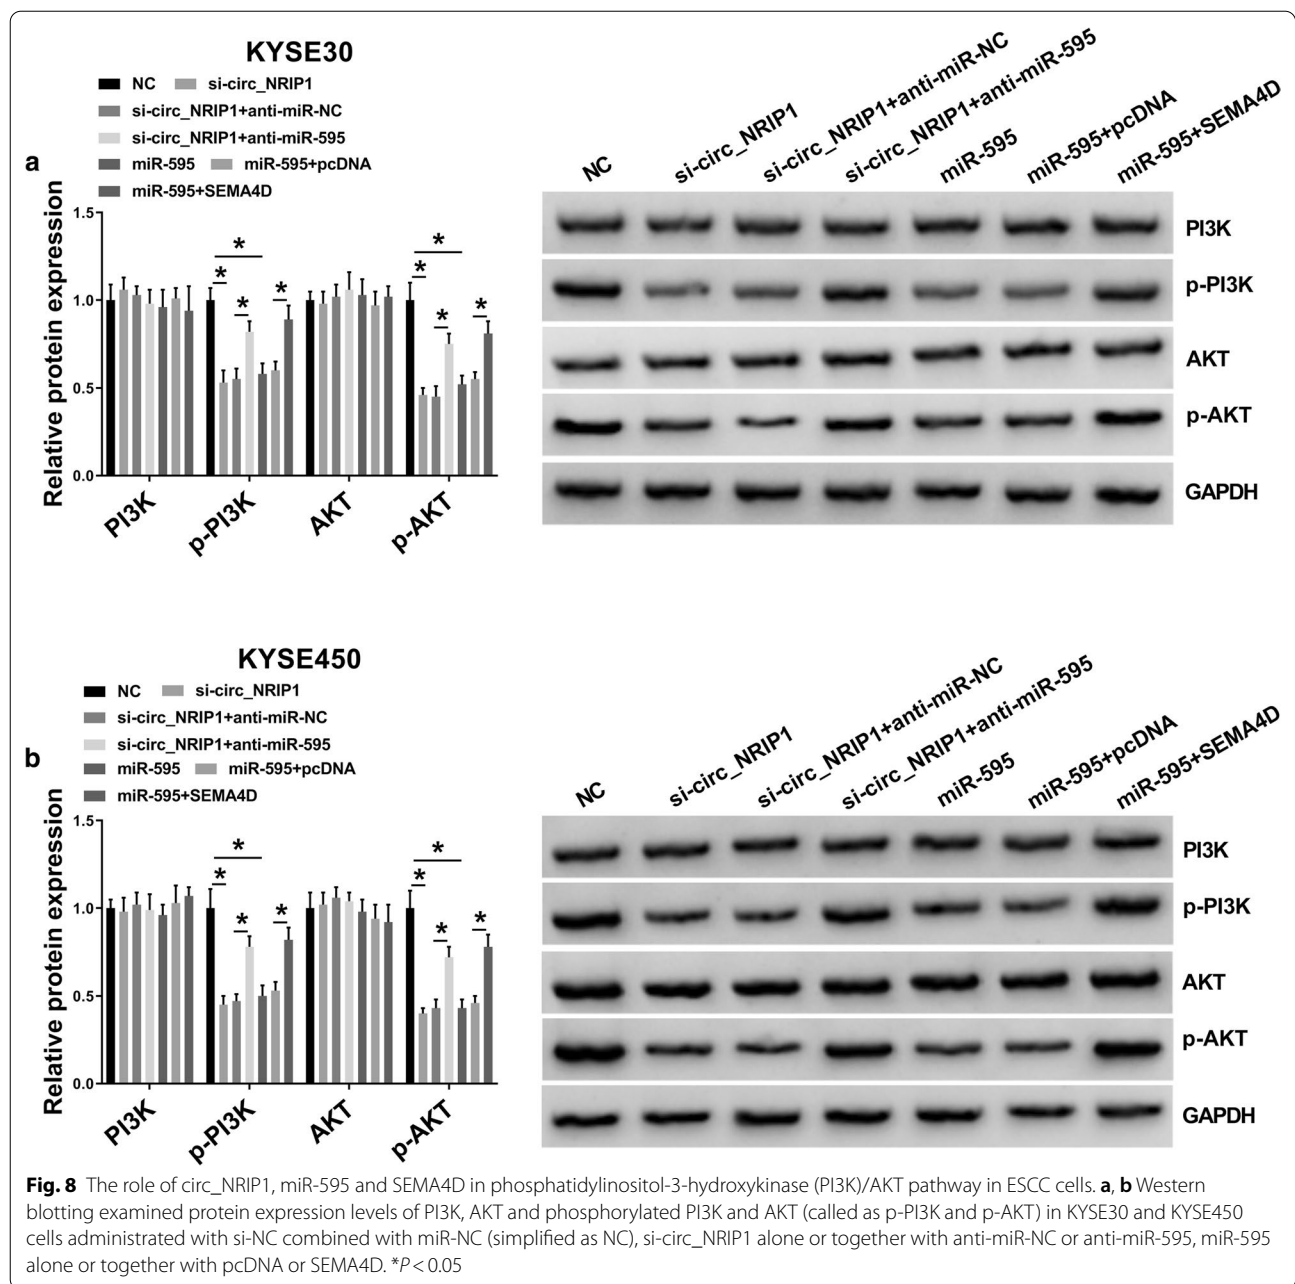 KYSE30
NC si-circ_NRIP1
si-circ_NRIP1+anti-miR-NC
si-circ_NRIP1+anti-miR-595
a
miR-595 miR-595+pcDNA
miR-595+SEMA4D
Relative protein expression
1.5
1.0
0.5
0.0
* * * * * * * *
PI3K p-PI3K AKT p-AKT
NC si-circ_NRIP1 si-circ_NRIP1+anti-miR-NC si-circ_NRIP1+anti-miR-595 miR-595 miR-595+pcDNA miR-595+SEMA4D
PI3K
p-PI3K
AKT
p-AKT
GAPDH
KYSE450
NC si-circ_NRIP1
si-circ_NRIP1+anti-miR-NC
si-circ_NRIP1+anti-miR-595
b
miR-595 miR-595+pcDNA
miR-595+SEMA4D
Relative protein expression
1.5
1.0
0.5
0.0
* * * * * * * *
PI3K p-PI3K AKT p-AKT
NC si-circ_NRIP1 si-circ_NRIP1+anti-miR-NC si-circ_NRIP1+anti-miR-595 miR-595 miR-595+pcDNA miR-595+SEMA4D
PI3K
p-PI3K
AKT
p-AKT
GAPDH
Fig. 8 The role of circ_NRIP1, miR-595 and SEMA4D in phosphatidylinositol-3-hydroxykinase (PI3K)/AKT pathway in ESCC cells. a, b Western
blotting examined protein expression levels of PI3K, AKT and phosphorylated PI3K and AKT (called as p-PI3K and p-AKT) in KYSE30 and KYSE450
cells administrated with si-NC combined with miR-NC (simplified as NC), si-circ_NRIP1 alone or together with anti-miR-NC or anti-miR-595, miR-595
alone or together with pcDNA or SEMA4D. *P < 0.05